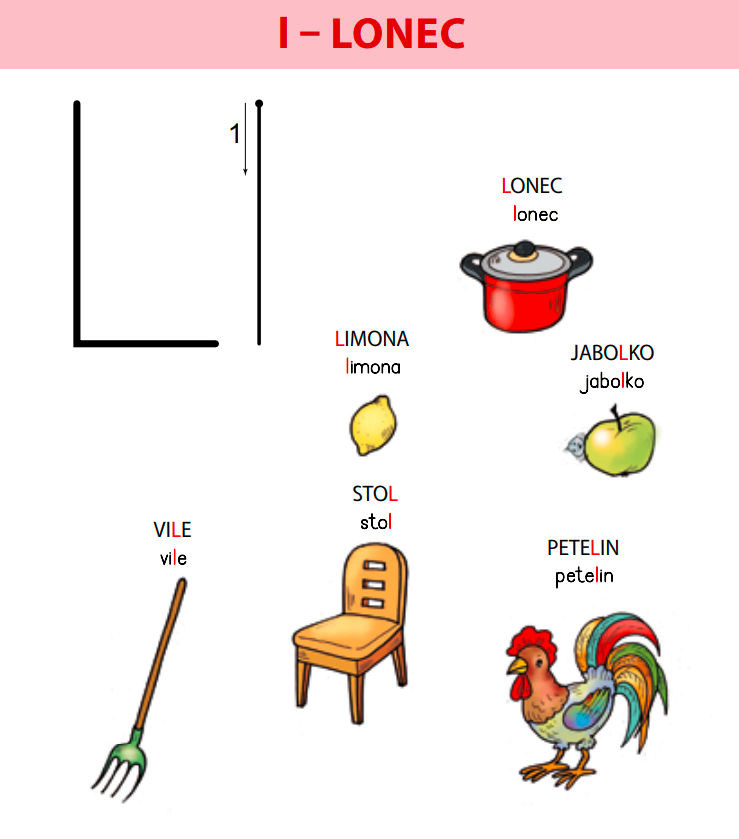 l – LONEC
1
LONEC
lonec
LIMONA
limona
JABOLKO
jabolko
STOL
stol
VILE
vile
PETELIN
petelin